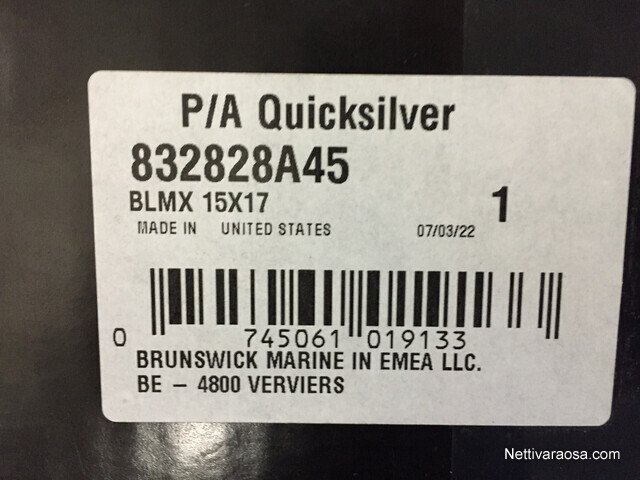 P/A Quicksilver
832828A45
BLMX 15X17
1
MADE IN UNITED STATES
07/03/22
0 745061 019133
BRUNSWICK MARINE IN EMEA LLC.
BE - 4800 VERVIERS
Nettivaraosa.com